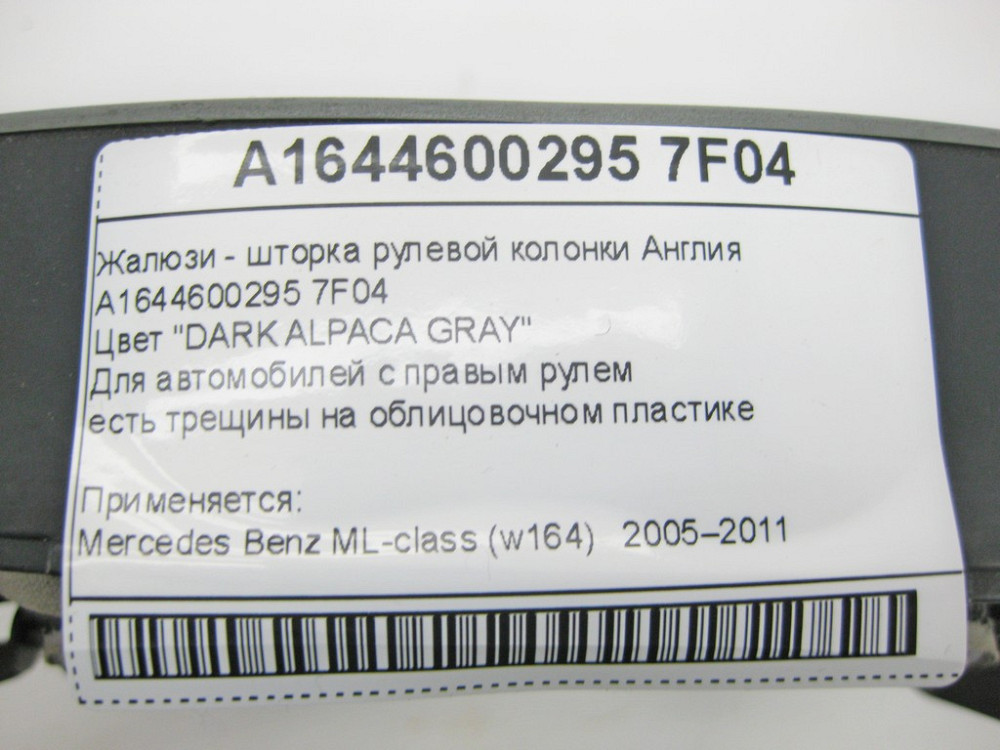 A1644600295 7F04
Жалюзи - шторка рулевой колонки Англия
A1644600295 7F04
Цвет "DARK ALPACA GRAY"
Для автомобилей с правым рулем
есть трещины на облицовочном пластике
Применяется:
Mercedes Benz ML-class (w164) 2005–2011